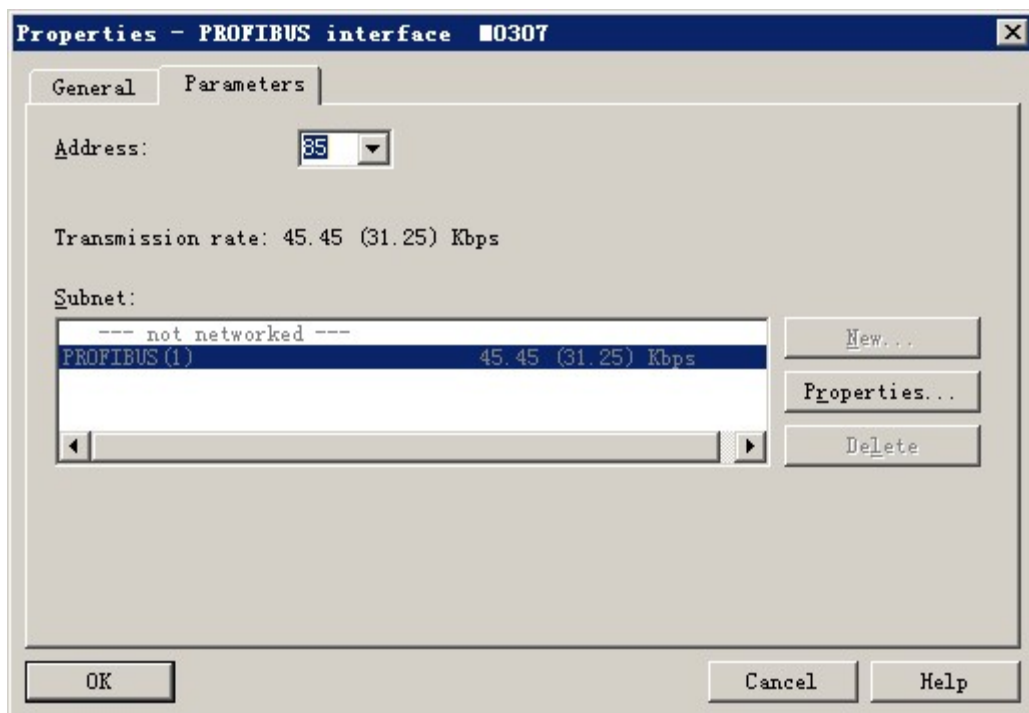 Properties - PROFIBUS interface ■0307
General Parameters
Address: 85
Transmission rate: 45.45 (31.25) Kbps
Subnet:
--- not networked ---
PROFIBUS(1) 45.45 (31.25) Kbps
New...
Properties...
Delete
OK Cancel Help